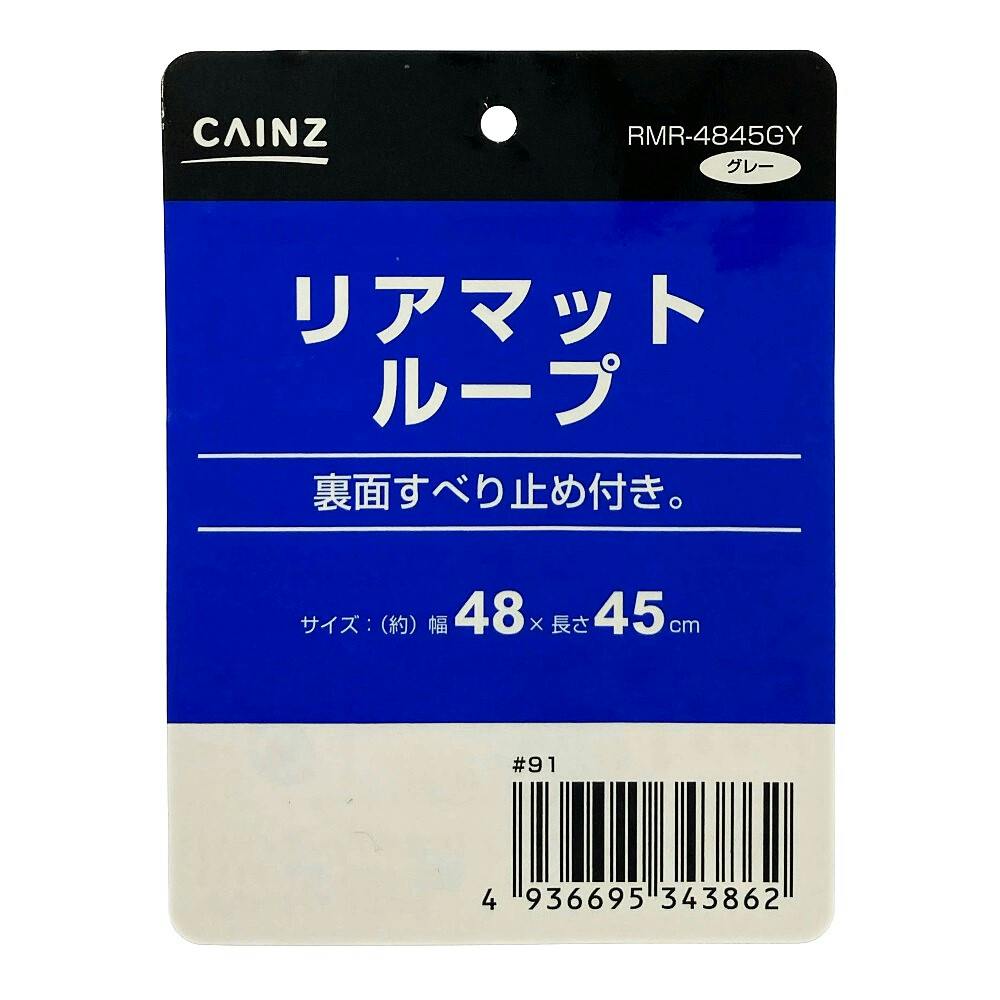 CAINZ
RMR-4845GY
グレー
リアマット
ループ
裏面すべり止め付き。
サイズ：（約）幅48×長さ45cm
#91
4 936695 343862